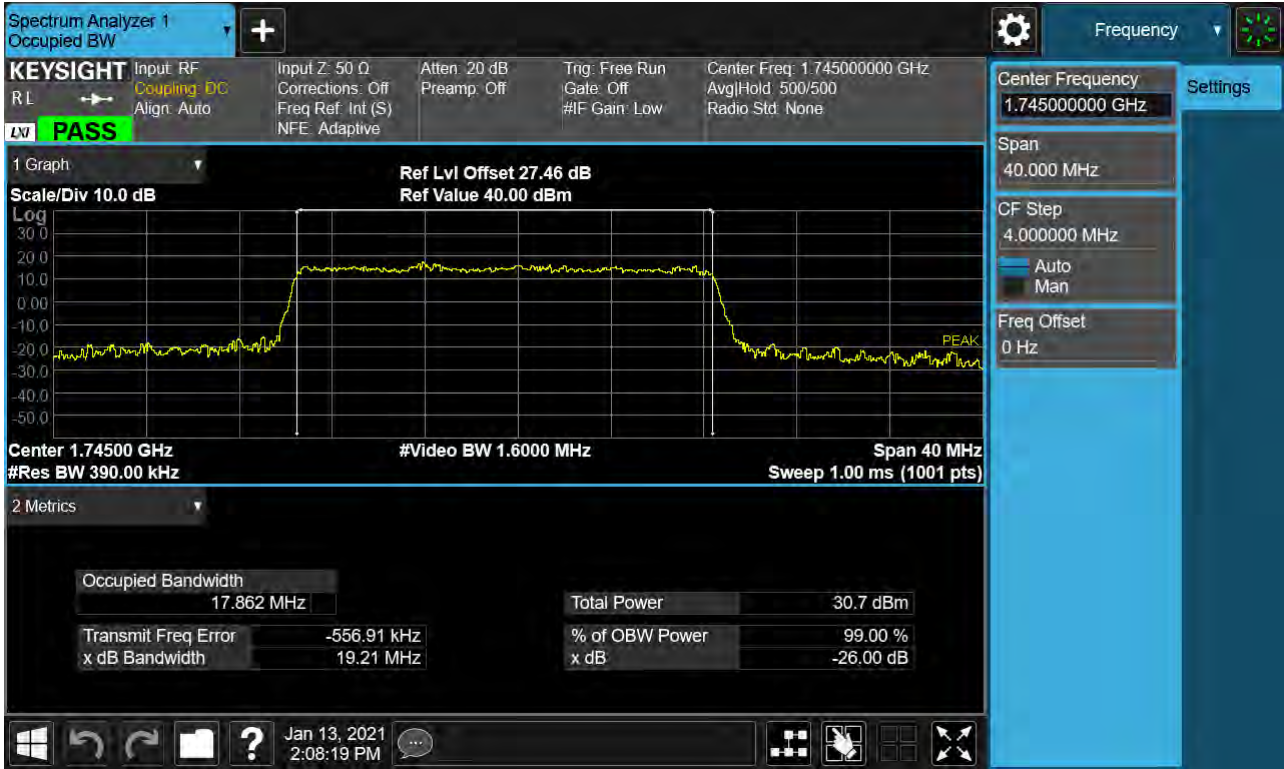 Spectrum Analyzer 1
Occupied BW
+
Frequency
KEYSIGHT
RL
LXI
PASS
Input: RF
Coupling: DC
Align: Auto
Input Z: 50 Ω
Corrections: Off
Freq Ref: Int (S)
NFE: Adaptive
Atten: 20 dB
Preamp: Off
Trig: Free Run
Gate: Off
#IF Gain: Low
Center Freq: 1.745000000 GHz
Avg|Hold: 500/500
Radio Std: None
Center Frequency
1.745000000 GHz
Settings
Span
40.000 MHz
CF Step
4.000000 MHz
Auto
Man
Freq Offset
0 Hz
1 Graph
Scale/Div 10.0 dB
Ref Lvl Offset 27.46 dB
Ref Value 40.00 dBm
Log
30.0
20.0
10.0
0.00
-10.0
-20.0
-30.0
-40.0
-50.0
PEAK
Center 1.74500 GHz
#Video BW 1.6000 MHz
Span 40 MHz
#Res BW 390.00 kHz
Sweep 1.00 ms (1001 pts)
2 Metrics
Occupied Bandwidth
17.862 MHz
Total Power 30.7 dBm
Transmit Freq Error -556.91 kHz
% of OBW Power 99.00 %
x dB Bandwidth 19.21 MHz
x dB -26.00 dB
?
Jan 13, 2021
2:08:19 PM